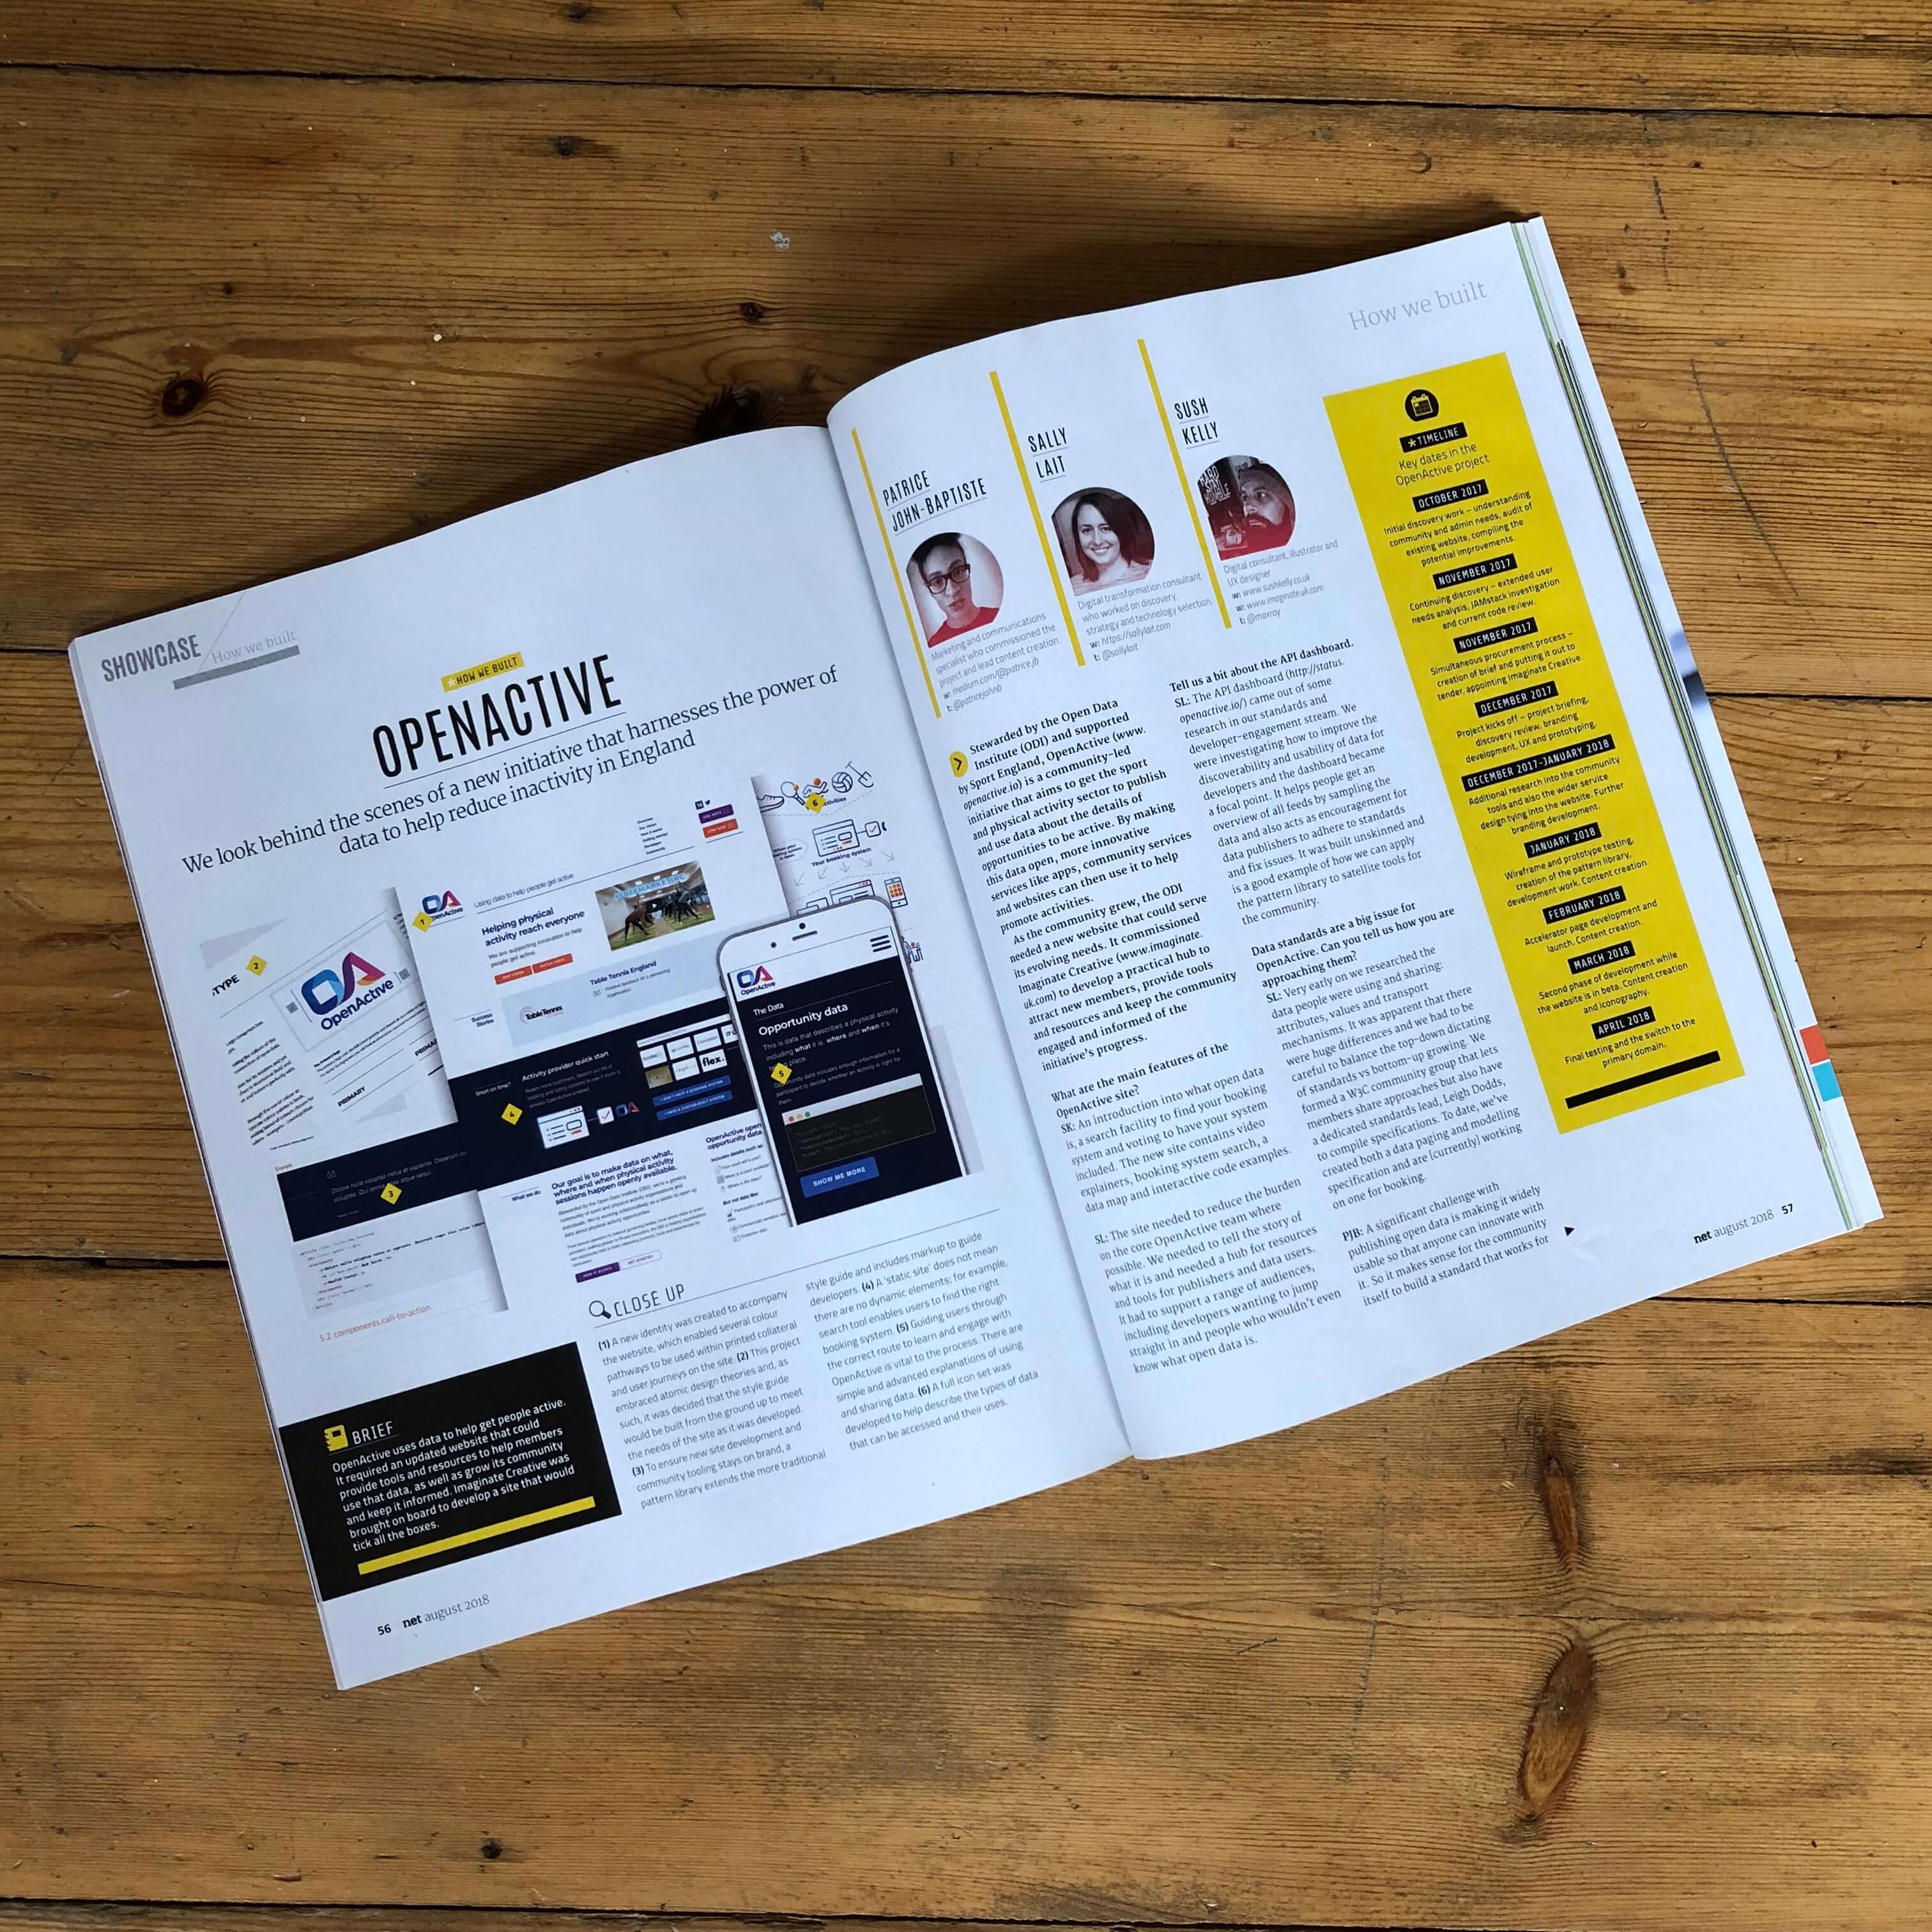 SHOWCASE
How we built
*HOW WE BUILT
OPENACTIVE
We look behind the scenes of a new initiative that harnesses the power of
data to help reduce inactivity in England
TYPE
2
OpenActive
PRIMARY
1
OpenActive
Using data to help people get active
Helping physical
activity reach everyone
We are supporting innovation to help
people get active.
Table Tennis England
Success
Stories
TableTennis
Short on time?
Activity provider quick start
flex.
4
3
What we do
Our goal is to make data on what,
where and when physical activity
sessions happen openly available.
OpenActive open
opportunity data
5.2 components.call-to-action
6
Your booking system
OpenActive
The Data
Opportunity data
This is data that describes a physical activity
including what it is, where and when it's
taking place.
5
Opportunity data includes enough information for a
participant to decide whether an activity is right for
them.
SHOW ME MORE
BRIEF
OpenActive uses data to help get people active.
It required an updated website that could
provide tools and resources to help members
use that data, as well as grow its community
and keep it informed. Imaginate Creative was
brought on board to develop a site that would
tick all the boxes.
CLOSE UP
(1) A new identity was created to accompany
the website, which enabled several colour
pathways to be used within printed collateral
and user journeys on the site. (2) This project
embraced atomic design theories and, as
such, it was decided that the style guide
would be built from the ground up to meet
the needs of the site as it was developed.
(3) To ensure new site development and
community tooling stays on brand, a
pattern library extends the more traditional
style guide and includes markup to guide
developers. (4) A 'static site' does not mean
there are no dynamic elements; for example,
search tool enables users to find the right
booking system. (5) Guiding users through
the correct route to learn and engage with
OpenActive is vital to the process. There are
simple and advanced explanations of using
and sharing data. (6) A full icon set was
developed to help describe the types of data
that can be accessed and their uses.
56 net august 2018
How we built
PATRICE
JOHN-BAPTISTE
Marketing and communications
specialist who commissioned the
project and lead content creation.
w: medium.com/@patrice.jb
t: @patricejohnb
SALLY
LAIT
Digital transformation consultant
who worked on discovery,
strategy and technology selection.
w: https://sallylait.com
t: @sallylait
SUSH
KELLY
Digital consultant, illustrator and
UX designer
w: www.sushkelly.co.uk
w: www.imaginate.uk.com
t: @maxray
Stewarded by the Open Data
Institute (ODI) and supported
by Sport England, OpenActive (www.
openactive.io) is a community-led
initiative that aims to get the sport
and physical activity sector to publish
and use data about the details of
opportunities to be active. By making
this data open, more innovative
services like apps, community services
and websites can then use it to help
promote activities.
As the community grew, the ODI
needed a new website that could serve
its evolving needs. It commissioned
Imaginate Creative (www.imaginate.
uk.com) to develop a practical hub to
attract new members, provide tools
and resources and keep the community
engaged and informed of the
initiative's progress.
What are the main features of the
OpenActive site?
SK: An introduction into what open data
is, a search facility to find your booking
system and voting to have your system
included. The new site contains video
explainers, booking system search, a
data map and interactive code examples.
SL: The site needed to reduce the burden
on the core OpenActive team where
possible. We needed to tell the story of
what it is and needed a hub for resources
and tools for publishers and data users.
It had to support a range of audiences,
including developers wanting to jump
straight in and people who wouldn't even
know what open data is.
Tell us a bit about the API dashboard.
SL: The API dashboard (http://status.
openactive.io/) came out of some
research in our standards and
developer-engagement stream. We
were investigating how to improve the
discoverability and usability of data for
developers and the dashboard became
a focal point. It helps people get an
overview of all feeds by sampling the
data and also acts as encouragement for
data publishers to adhere to standards
and fix issues. It was built unskinned and
is a good example of how we can apply
the pattern library to satellite tools for
the community.
Data standards are a big issue for
OpenActive. Can you tell us how you are
approaching them?
SL: Very early on we researched the
data people were using and sharing:
attributes, values and transport
mechanisms. It was apparent that there
were huge differences and we had to be
careful to balance the top-down dictating
of standards vs bottom-up growing. We
formed a W3C community group that lets
members share approaches but also have
a dedicated standards lead, Leigh Dodds,
to compile specifications. To date, we've
created both a data paging and modelling
specification and are (currently) working
on one for booking.
PJB: A significant challenge with
publishing open data is making it widely
usable so that anyone can innovate with
it. So it makes sense for the community
itself to build a standard that works for
*TIMELINE
Key dates in the
OpenActive project
OCTOBER 2017
Initial discovery work – understanding
community and admin needs, audit of
existing website, compiling the
potential improvements.
NOVEMBER 2017
Continuing discovery – extended user
needs analysis, JAMstack investigation
and current code review.
NOVEMBER 2017
Simultaneous procurement process –
creation of brief and putting it out to
tender, appointing Imaginate Creative.
DECEMBER 2017
Project kicks off – project briefing,
discovery review, branding
development, UX and prototyping.
DECEMBER 2017-JANUARY 2018
Additional research into the community
tools and also the wider service
design tying into the website. Further
branding development.
JANUARY 2018
Wireframe and prototype testing,
creation of the pattern library,
development work. Content creation.
FEBRUARY 2018
Accelerator page development and
launch. Content creation.
MARCH 2018
Second phase of development while
the website is in beta. Content creation
and iconography.
APRIL 2018
Final testing and the switch to the
primary domain.
net august 2018 57